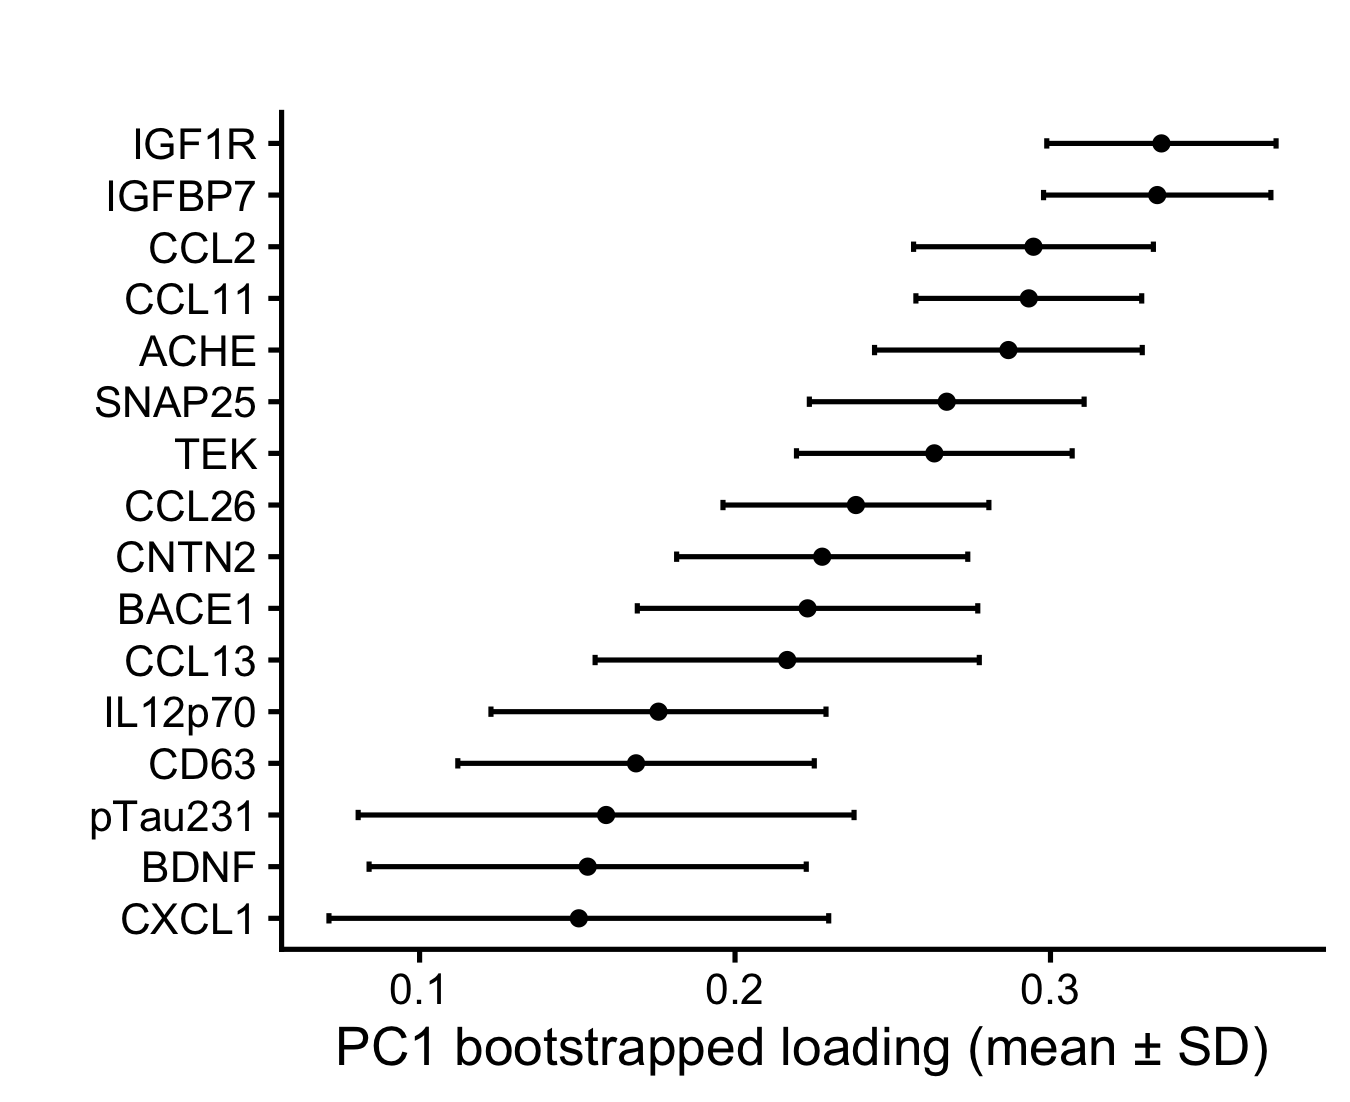 IGF1R
IGFBP7
CCL2
CCL11
ACHE
SNAP25
TEK
CCL26
CNTN2
BACE1
CCL13
IL12p70
CD63
pTau231
BDNF
CXCL1
0.1 0.2 0.3
PC1 bootstrapped loading (mean ± SD)